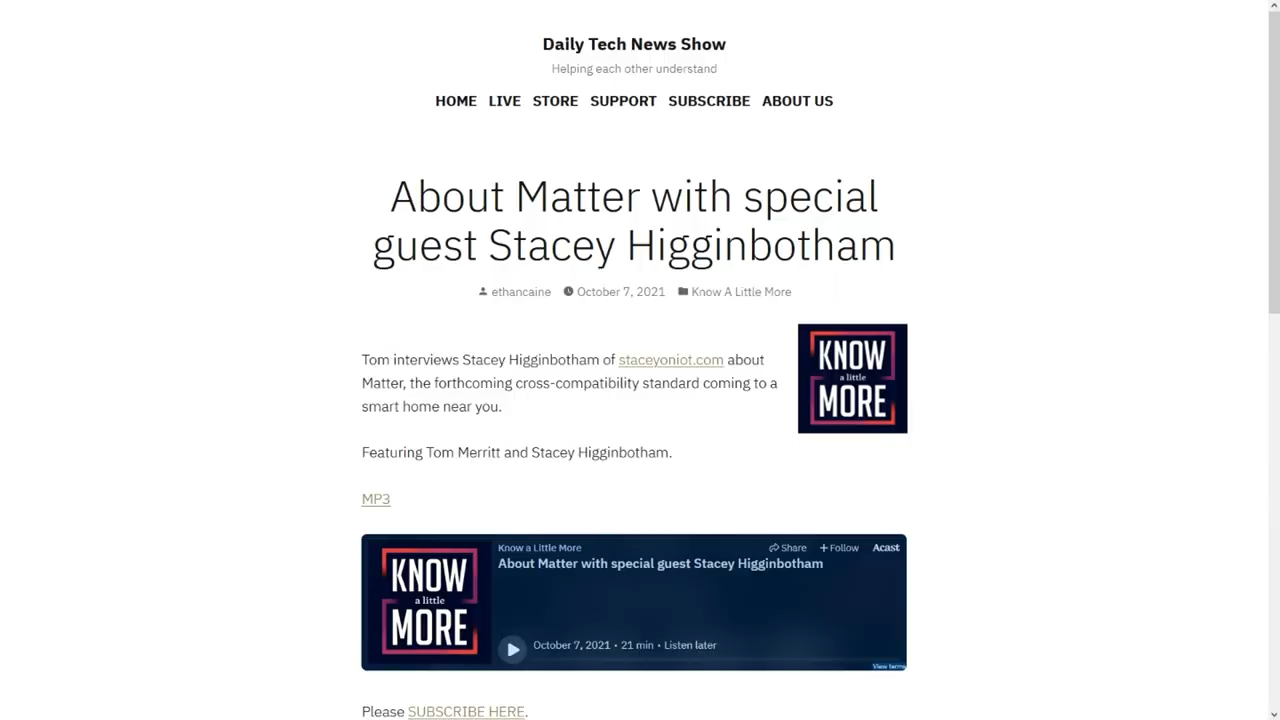 Daily Tech News Show
Helping each other understand
HOME LIVE STORE SUPPORT SUBSCRIBE ABOUT US
About Matter with special
guest Stacey Higginbotham
ethancaine October 7, 2021 Know A Little More
Tom interviews Stacey Higginbotham of staceyoniot.com about
Matter, the forthcoming cross-compatibility standard coming to a
smart home near you.
KNOW
a little
MORE
Featuring Tom Merritt and Stacey Higginbotham.
MP3
KNOW
a little
MORE
Know a Little More Share +Follow Acast
About Matter with special guest Stacey Higginbotham
October 7, 2021 • 21 min • Listen later
View terms
Please SUBSCRIBE HERE.